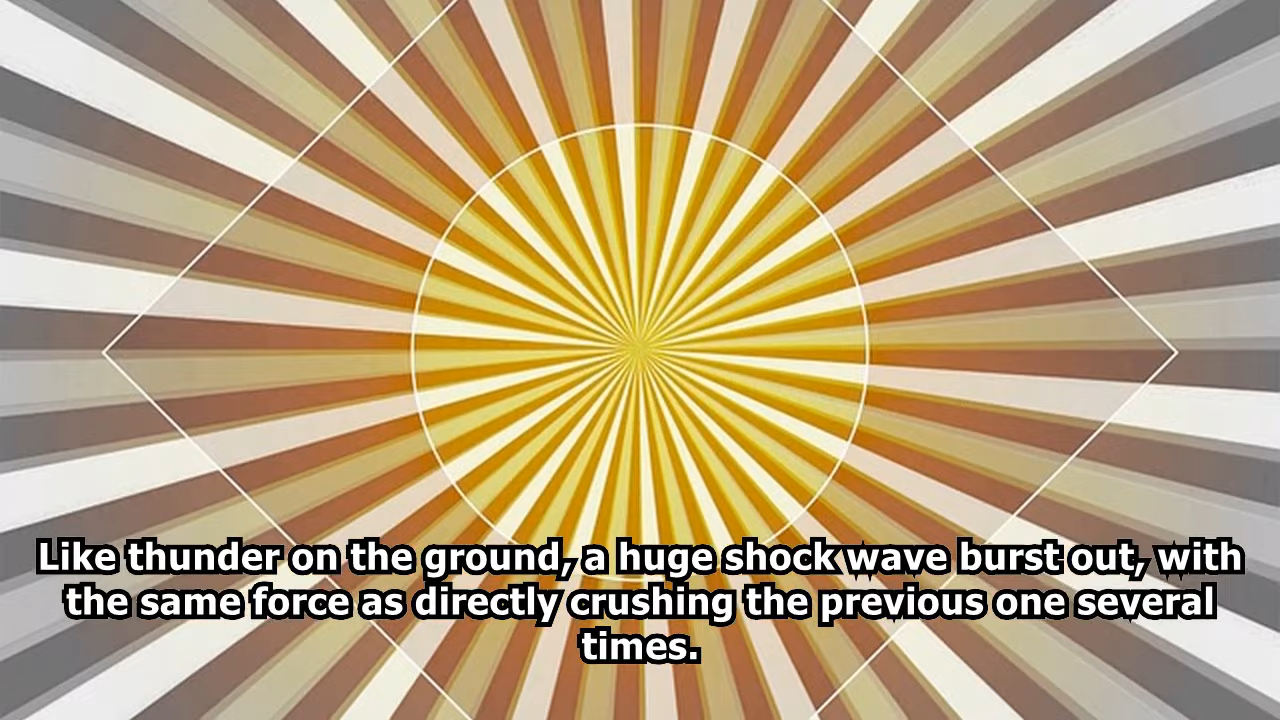 Like thunder on the ground, a huge shock wave burst out, with
the same force as directly crushing the previous one several
times.